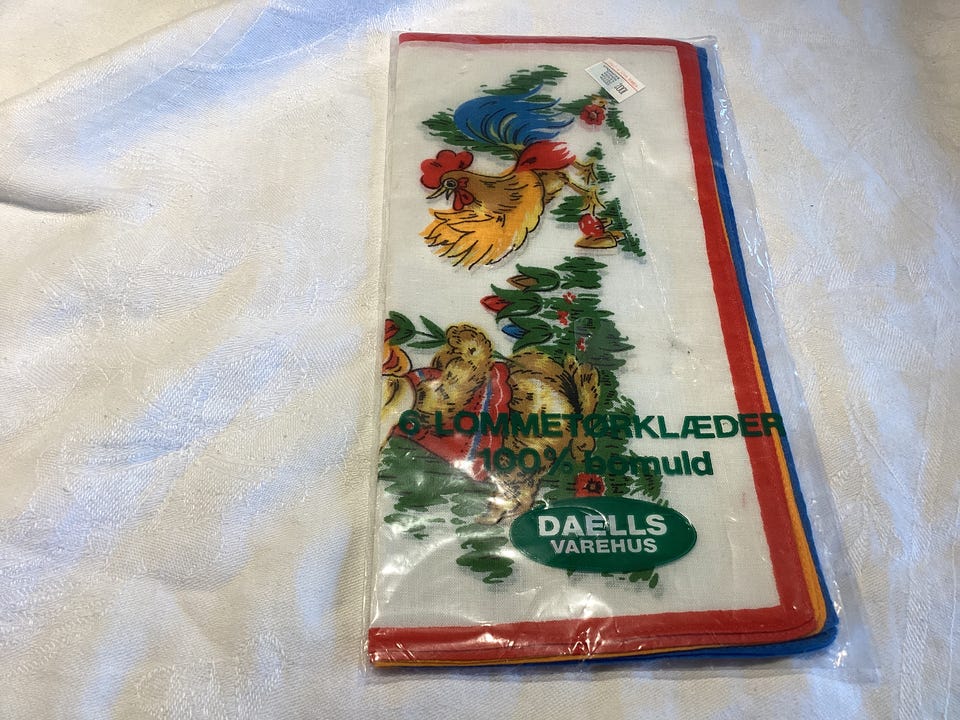 6 LOMMETØRKLÆDER
100% bomuld
DAELLS
VAREHUS